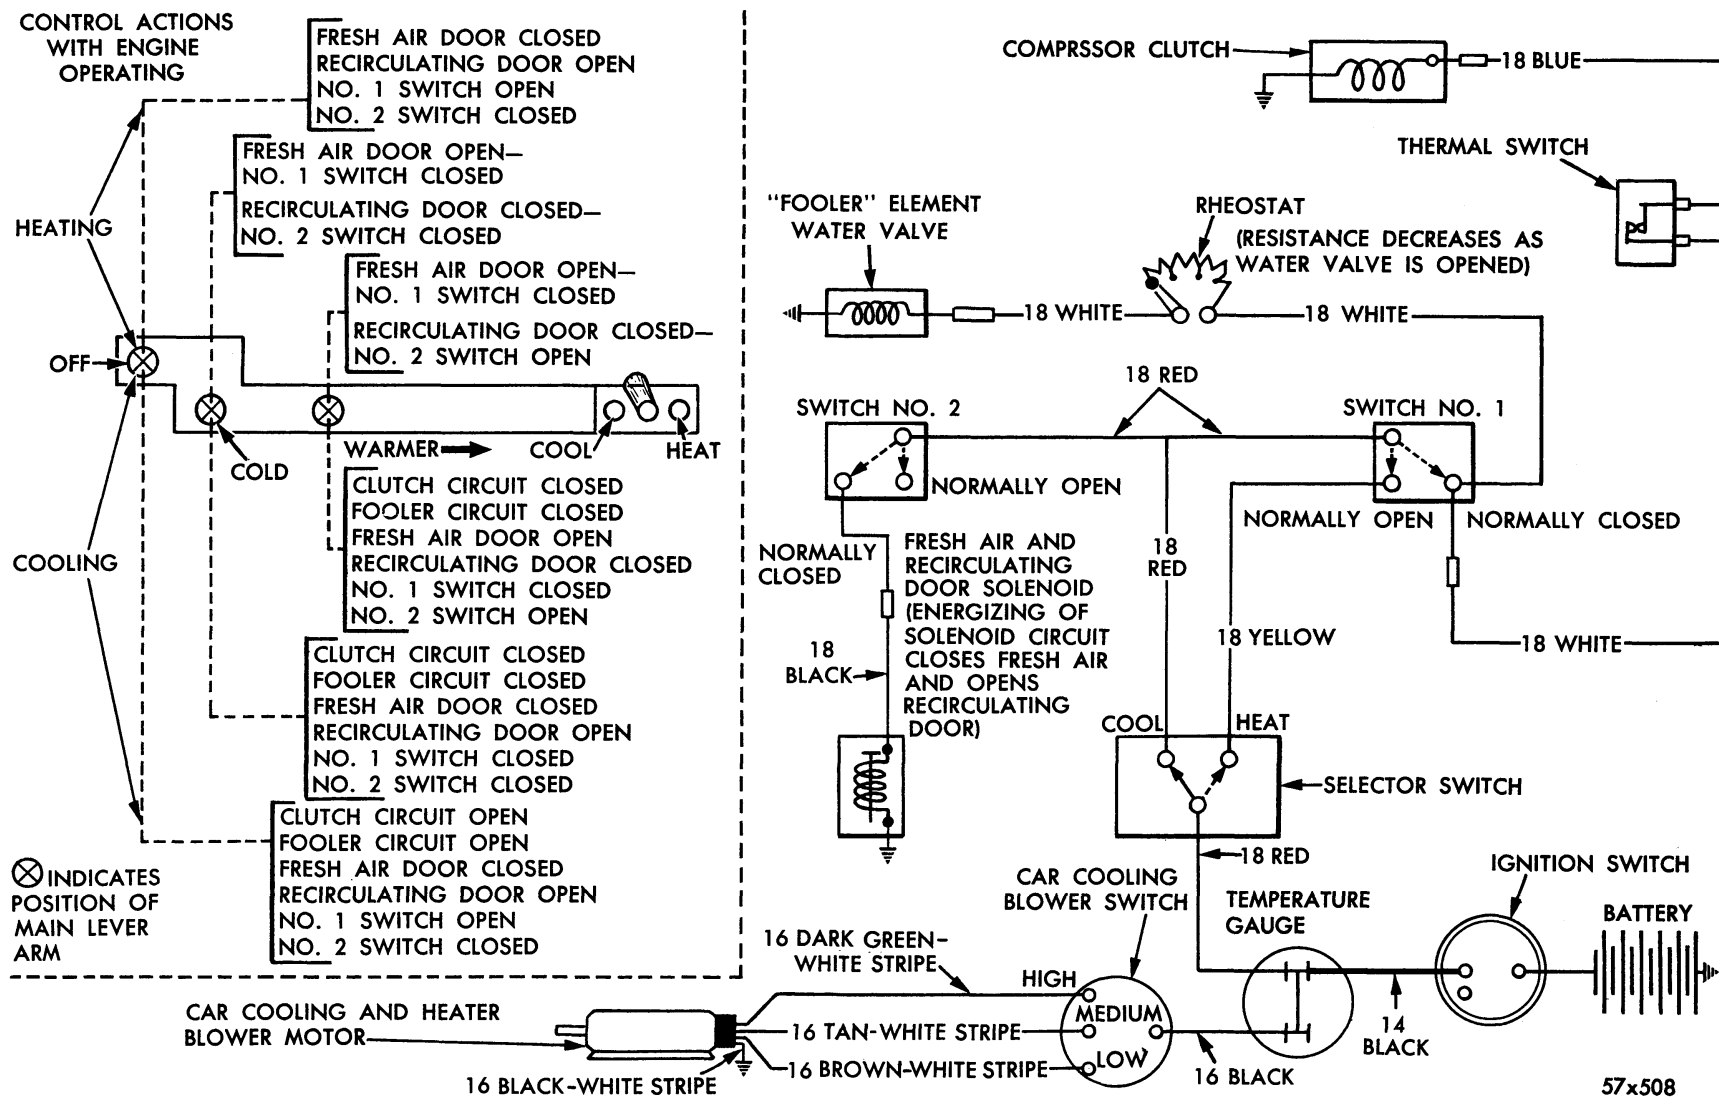 CONTROL ACTIONS
WITH ENGINE
OPERATING
FRESH AIR DOOR CLOSED
RECIRCULATING DOOR OPEN
NO. 1 SWITCH OPEN
NO. 2 SWITCH CLOSED
FRESH AIR DOOR OPEN—
NO. 1 SWITCH CLOSED
RECIRCULATING DOOR CLOSED—
NO. 2 SWITCH CLOSED
HEATING
FRESH AIR DOOR OPEN—
NO. 1 SWITCH CLOSED
RECIRCULATING DOOR CLOSED—
NO. 2 SWITCH OPEN
OFF
COLD
WARMER
COOL
HEAT
CLUTCH CIRCUIT CLOSED
FOOLER CIRCUIT CLOSED
FRESH AIR DOOR OPEN
RECIRCULATING DOOR CLOSED
NO. 1 SWITCH CLOSED
NO. 2 SWITCH OPEN
COOLING
CLUTCH CIRCUIT CLOSED
FOOLER CIRCUIT CLOSED
FRESH AIR DOOR CLOSED
RECIRCULATING DOOR OPEN
NO. 1 SWITCH CLOSED
NO. 2 SWITCH CLOSED
CLUTCH CIRCUIT OPEN
FOOLER CIRCUIT OPEN
FRESH AIR DOOR CLOSED
RECIRCULATING DOOR OPEN
NO. 1 SWITCH OPEN
NO. 2 SWITCH CLOSED
INDICATES
POSITION OF
MAIN LEVER
ARM
COMPRSSOR CLUTCH
18 BLUE
THERMAL SWITCH
"FOOLER" ELEMENT
WATER VALVE
RHEOSTAT
(RESISTANCE DECREASES AS
WATER VALVE IS OPENED)
18 WHITE
18 WHITE
18 RED
SWITCH NO. 2
SWITCH NO. 1
NORMALLY OPEN
NORMALLY OPEN
NORMALLY CLOSED
NORMALLY
CLOSED
FRESH AIR AND
RECIRCULATING
DOOR SOLENOID
(ENERGIZING OF
SOLENOID CIRCUIT
CLOSES FRESH AIR
AND OPENS
RECIRCULATING
DOOR)
18
RED
18 YELLOW
18 WHITE
18
BLACK
COOL
HEAT
SELECTOR SWITCH
18 RED
CAR COOLING
BLOWER SWITCH
TEMPERATURE
GAUGE
IGNITION SWITCH
BATTERY
16 DARK GREEN-
WHITE STRIPE
HIGH
MEDIUM
LOW
CAR COOLING AND HEATER
BLOWER MOTOR
16 TAN-WHITE STRIPE
16 BROWN-WHITE STRIPE
16 BLACK-WHITE STRIPE
16 BLACK
14
BLACK
57x508